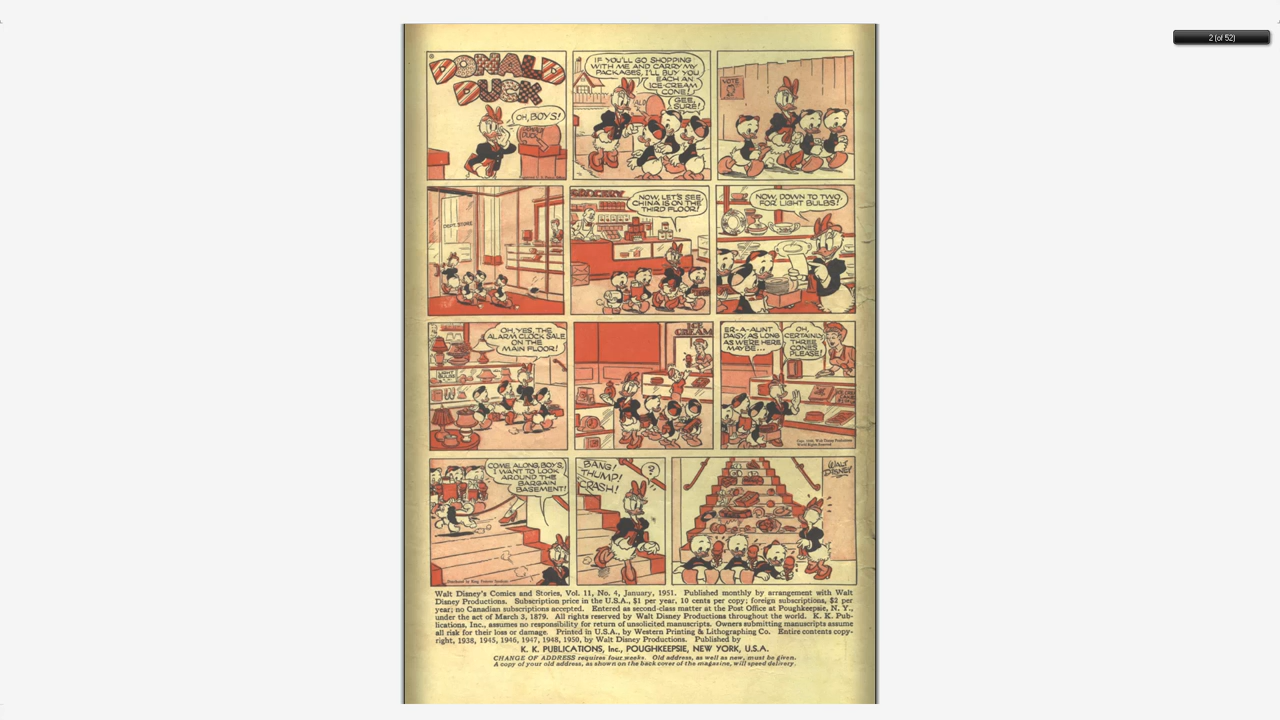 2 (of 52)
DONALD
DUCK
OH, BOYS!
IF YOU'LL GO SHOPPING
WITH ME AND CARRY MY
PACKAGES, I'LL BUY YOU
EACH AN
ICE-CREAM
CONE!
GEE,
SURE!
VOTE
DEPT. STORE
GROCERY
NOW, LET'S SEE,
CHINA IS ON THE
THIRD FLOOR!
NOW, DOWN TO TWO,
FOR LIGHT BULBS!
OH, YES, THE
ALARM CLOCK SALE
ON THE
MAIN FLOOR!
LIGHT
BULBS
ICE
CREAM
ER-A-AUNT
DAISY, AS LONG
AS WE'RE HERE
MAYBE...
OH,
CERTAINLY
THREE
CONES
PLEASE!
COME ALONG, BOYS,
I WANT TO LOOK
AROUND THE
BARGAIN
BASEMENT!
BANG!
THUMP!
CRASH!
?
WALT
DISNEY
Walt Disney's Comics and Stories, Vol. 11, No. 4, January, 1951. Published monthly by arrangement with Walt
Disney Productions. Subscription price in the U.S.A., $1 per year, 10 cents per copy; foreign subscriptions, $2 per
year; no Canadian subscriptions accepted. Entered as second-class matter at the Post Office at Poughkeepsie, N. Y.,
under the act of March 3, 1879. All rights reserved by Walt Disney Productions throughout the world. K. K. Pub-
lications, Inc., assumes no responsibility for return of unsolicited manuscripts. Owners submitting manuscripts assume
all risk for their loss or damage. Printed in U.S.A., by Western Printing & Lithographing Co. Entire contents copy-
right, 1938, 1945, 1946, 1947, 1948, 1950, by Walt Disney Productions. Published by
K. K. PUBLICATIONS, Inc., POUGHKEEPSIE, NEW YORK, U.S.A.
CHANGE OF ADDRESS requires four weeks. Old address, as well as new, must be given.
A copy of your old address, as shown on the back cover of the magazine, will speed delivery.